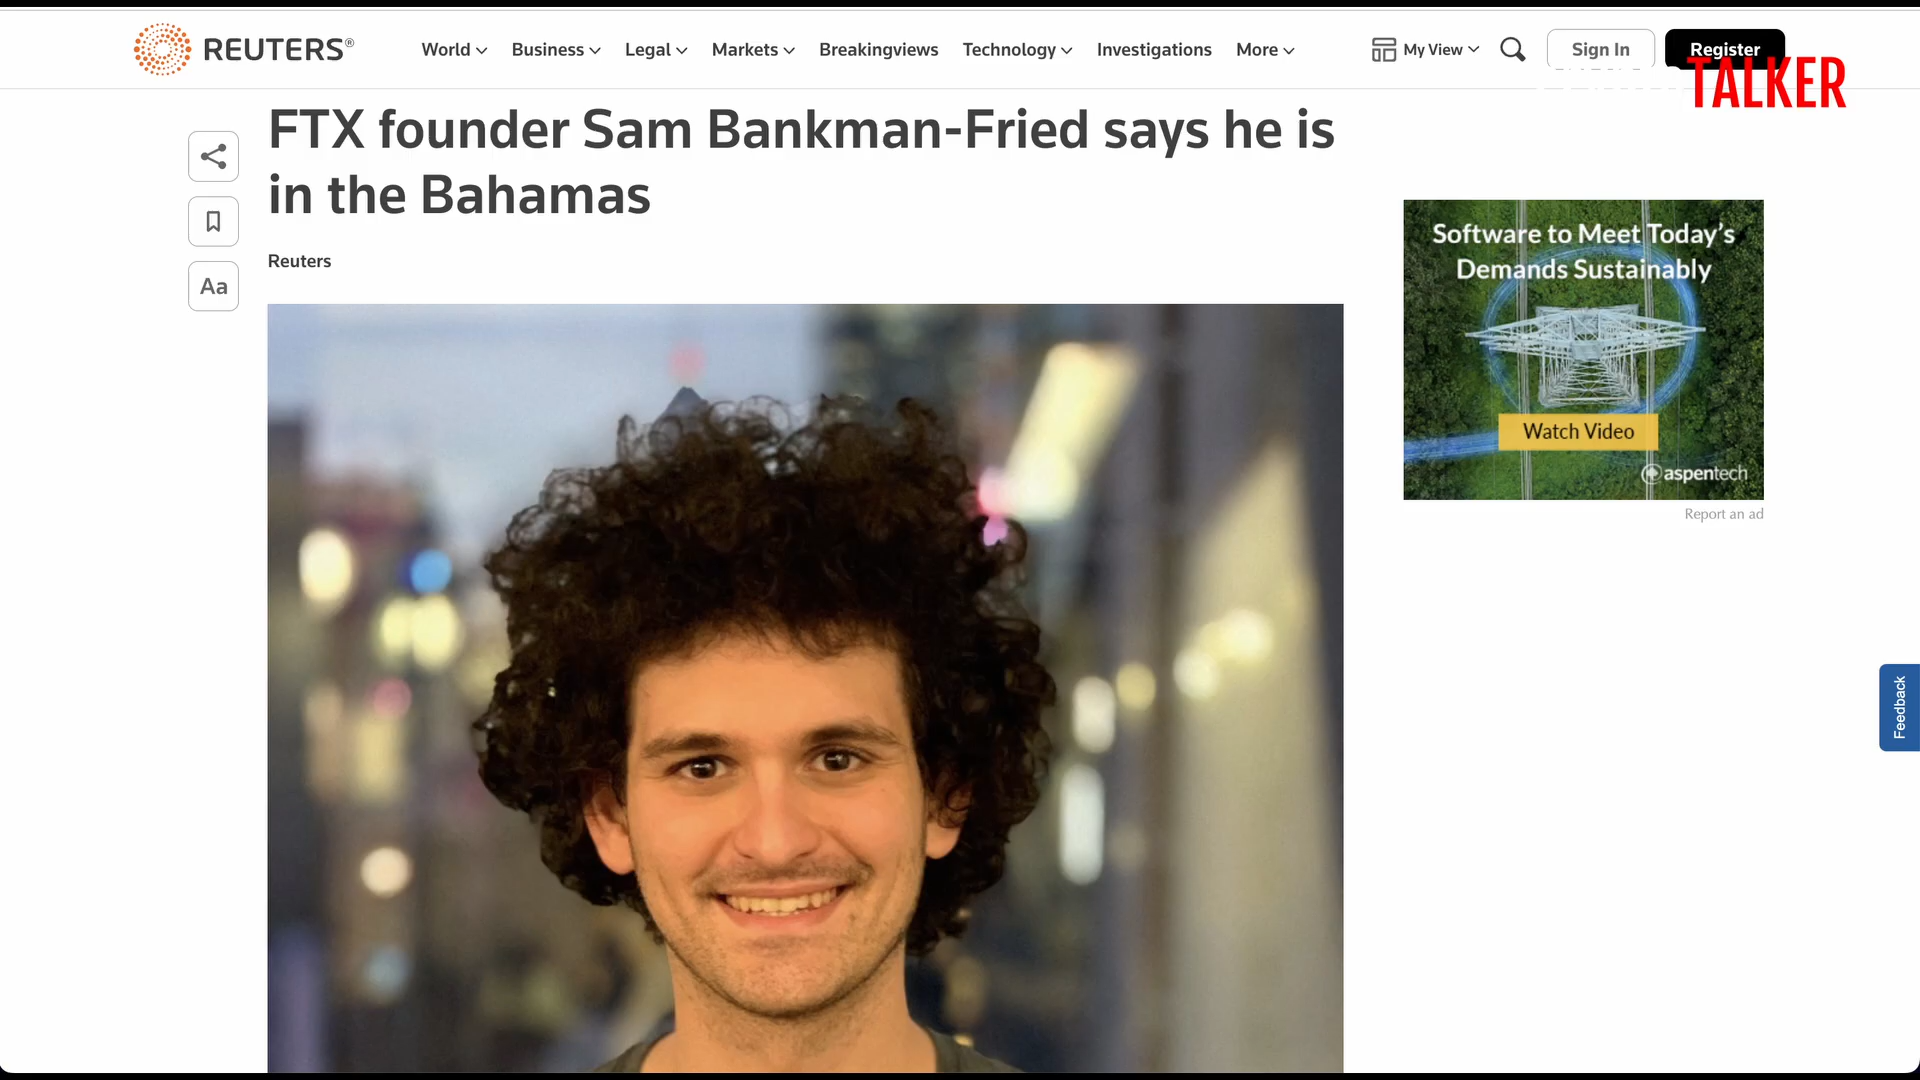 REUTERS®
World Business Legal Markets Breakingviews Technology Investigations More
My View
Sign In
Register
TALKER
FTX founder Sam Bankman-Fried says he is
in the Bahamas
Reuters
Aa
Software to Meet Today's
Demands Sustainably
Watch Video
aspentech
Report an ad
Feedback